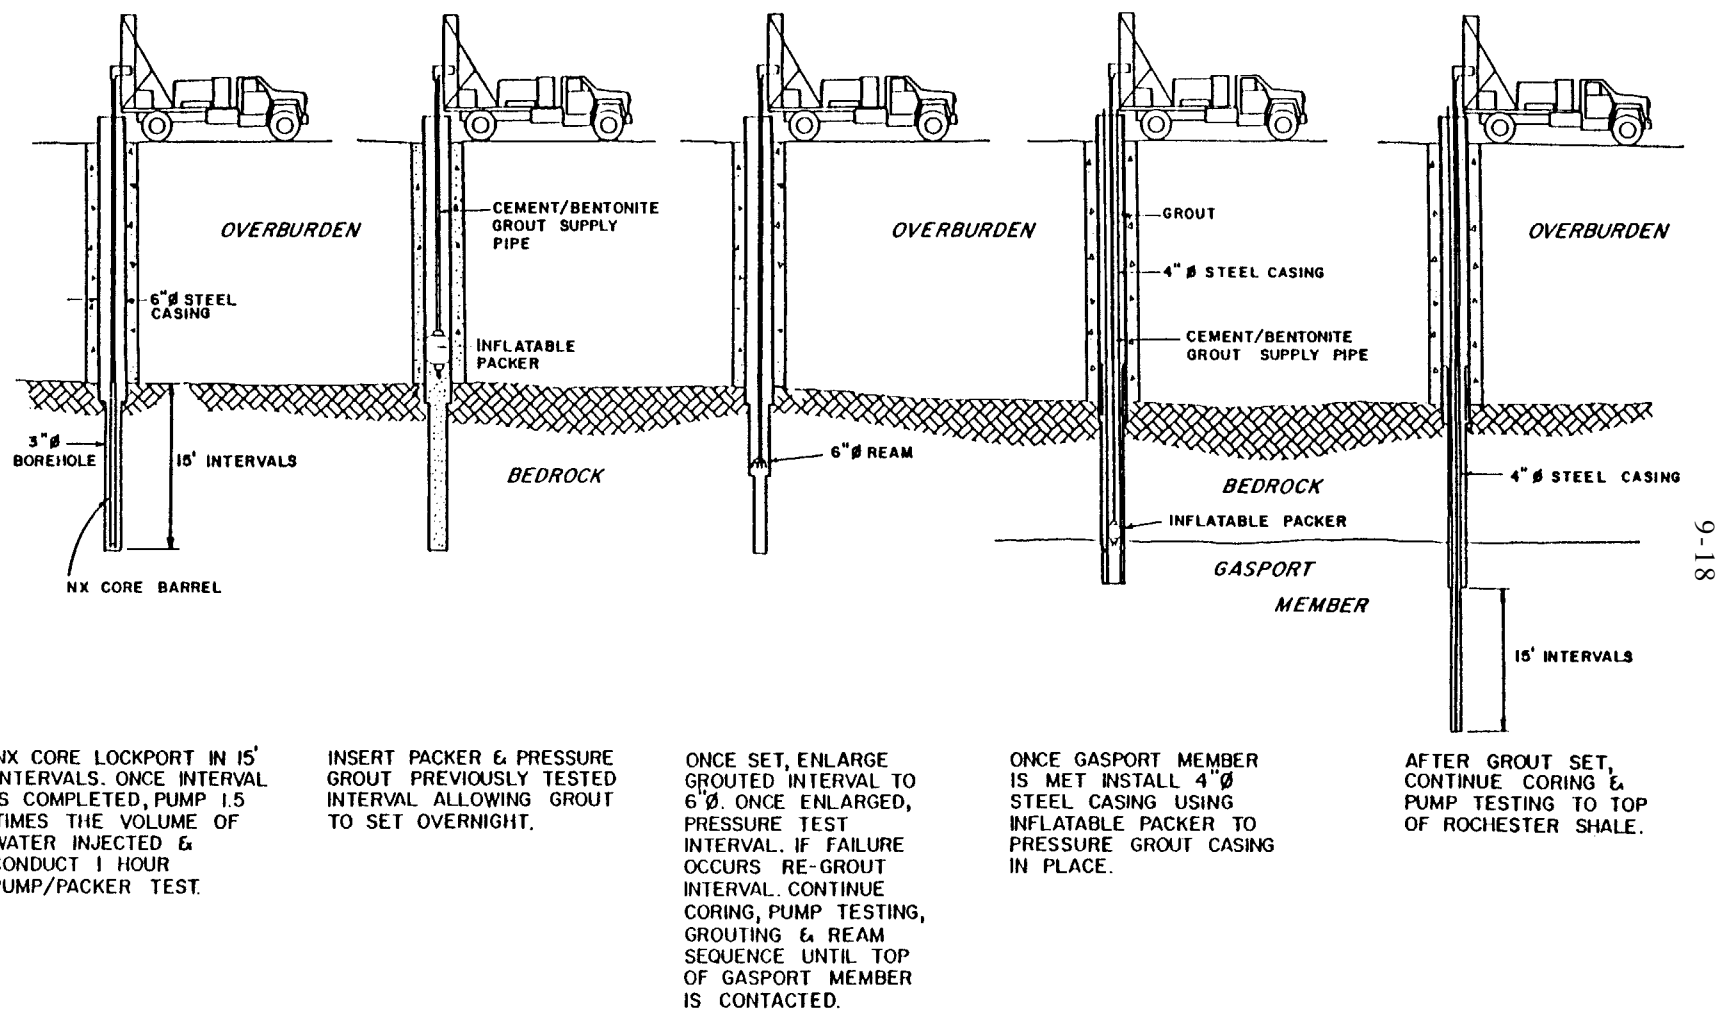 OVERBURDEN
6"Ø STEEL
CASING
3"Ø
BOREHOLE
15' INTERVALS
NX CORE BARREL
CEMENT/BENTONITE
GROUT SUPPLY
PIPE
INFLATABLE
PACKER
BEDROCK
6"Ø REAM
OVERBURDEN
GROUT
4"Ø STEEL CASING
CEMENT/BENTONITE
GROUT SUPPLY PIPE
BEDROCK
INFLATABLE PACKER
GASPORT
MEMBER
OVERBURDEN
4"Ø STEEL CASING
15' INTERVALS
9-18
NX CORE LOCKPORT IN 15'
NTERVALS. ONCE INTERVAL
S COMPLETED, PUMP 1.5
TIMES THE VOLUME OF
WATER INJECTED &
CONDUCT 1 HOUR
PUMP/PACKER TEST.
INSERT PACKER & PRESSURE
GROUT PREVIOUSLY TESTED
INTERVAL ALLOWING GROUT
TO SET OVERNIGHT.
ONCE SET, ENLARGE
GROUTED INTERVAL TO
6"Ø. ONCE ENLARGED,
PRESSURE TEST
INTERVAL. IF FAILURE
OCCURS RE-GROUT
INTERVAL. CONTINUE
CORING, PUMP TESTING,
GROUTING & REAM
SEQUENCE UNTIL TOP
OF GASPORT MEMBER
IS CONTACTED.
ONCE GASPORT MEMBER
IS MET INSTALL 4"Ø
STEEL CASING USING
INFLATABLE PACKER TO
PRESSURE GROUT CASING
IN PLACE.
AFTER GROUT SET,
CONTINUE CORING &
PUMP TESTING TO TOP
OF ROCHESTER SHALE.